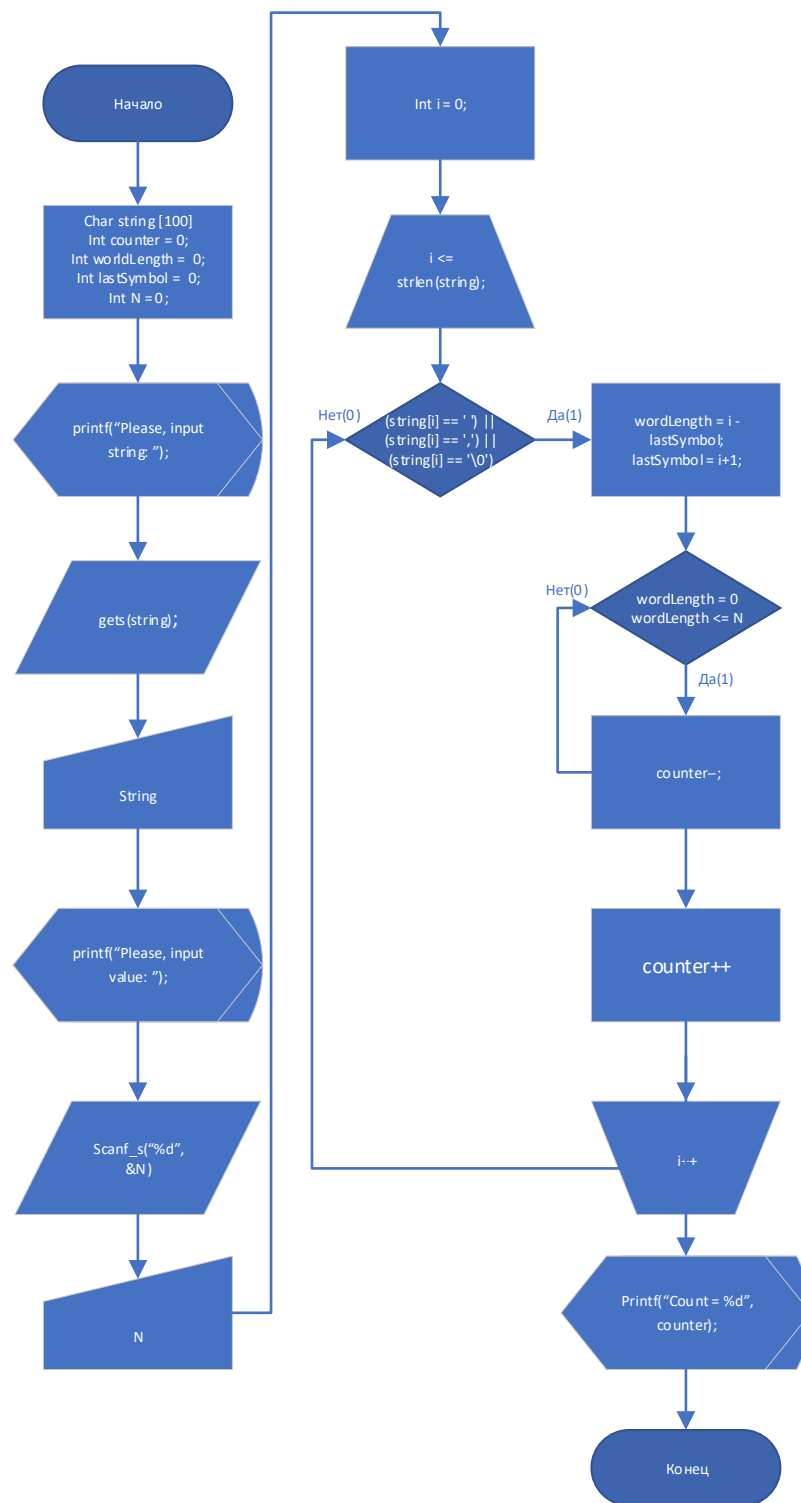 Начало
Char string [100]
Int counter = 0;
Int worldLength = 0;
Int lastSymbol = 0;
Int N = 0;
printf(“Please, input
string: ”);
gets(string);
String
printf(“Please, input
value: ”);
Scanf_s(“%d”,
&N)
N
Int i = 0;
i <=
strlen(string);
Нет(0)
(string[i] == ' ') ||
(string[i] == ',') ||
(string[i] == '\0')
Да(1)
wordLength = i -
lastSymbol;
lastSymbol = i+1;
Нет(0)
wordLength = 0
wordLength <= N
Да(1)
counter--;
counter++
i++
Printf(“Count = %d”,
counter);
Конец